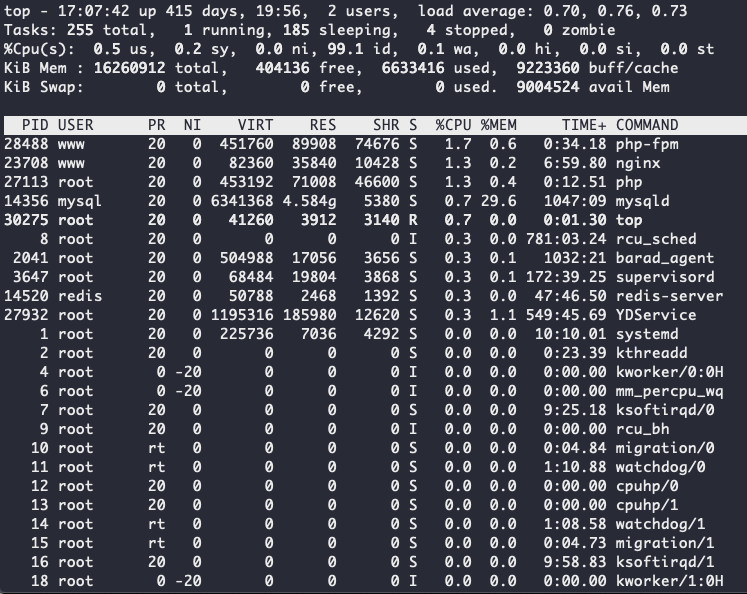 top - 17:07:42 up 415 days, 19:56,  2 users,  load average: 0.70, 0.76, 0.73
Tasks: 255 total,   1 running, 185 sleeping,   4 stopped,   0 zombie
%Cpu(s):  0.5 us,  0.2 sy,  0.0 ni, 99.1 id,  0.1 wa,  0.0 hi,  0.0 si,  0.0 st
KiB Mem : 16260912 total,   404136 free,  6633416 used,  9223360 buff/cache
KiB Swap:        0 total,        0 free,        0 used.  9004524 avail Mem
  PID USER      PR  NI    VIRT    RES    SHR S  %CPU %MEM     TIME+ COMMAND
28488 www       20   0  451760  89908  74676 S   1.7  0.6   0:34.18 php-fpm
23708 www       20   0   82360  35840  10428 S   1.3  0.2   6:59.80 nginx
27113 root      20   0  453192  71008  46600 S   1.3  0.4   0:12.51 php
14356 mysql     20   0 6341368 4.584g   5380 S   0.7 29.6   1047:09 mysqld
30275 root      20   0   41260   3912   3140 R   0.7  0.0   0:01.30 top
    8 root      20   0       0      0      0 I   0.3  0.0 781:03.24 rcu_sched
 2041 root      20   0  504988  17056   3656 S   0.3  0.1   1032:21 barad_agent
 3647 root      20   0   68484  19804   3868 S   0.3  0.1 172:39.25 supervisord
14520 redis     20   0   50788   2468   1392 S   0.3  0.0  47:46.50 redis-server
27932 root      20   0 1195316 185980  12620 S   0.3  1.1 549:45.69 YDService
    1 root      20   0  225736   7036   4292 S   0.0  0.0  10:10.01 systemd
    2 root      20   0       0      0      0 S   0.0  0.0   0:23.39 kthreadd
    4 root       0 -20       0      0      0 I   0.0  0.0   0:00.00 kworker/0:0H
    6 root       0 -20       0      0      0 I   0.0  0.0   0:00.00 mm_percpu_wq
    7 root      20   0       0      0      0 S   0.0  0.0   9:25.18 ksoftirqd/0
    9 root      20   0       0      0      0 I   0.0  0.0   0:00.00 rcu_bh
   10 root      rt   0       0      0      0 S   0.0  0.0   0:04.84 migration/0
   11 root      rt   0       0      0      0 S   0.0  0.0   1:10.88 watchdog/0
   12 root      20   0       0      0      0 S   0.0  0.0   0:00.00 cpuhp/0
   13 root      20   0       0      0      0 S   0.0  0.0   0:00.00 cpuhp/1
   14 root      rt   0       0      0      0 S   0.0  0.0   1:08.58 watchdog/1
   15 root      rt   0       0      0      0 S   0.0  0.0   0:04.73 migration/1
   16 root      20   0       0      0      0 S   0.0  0.0   9:58.83 ksoftirqd/1
   18 root       0 -20       0      0      0 I   0.0  0.0   0:00.00 kworker/1:0H